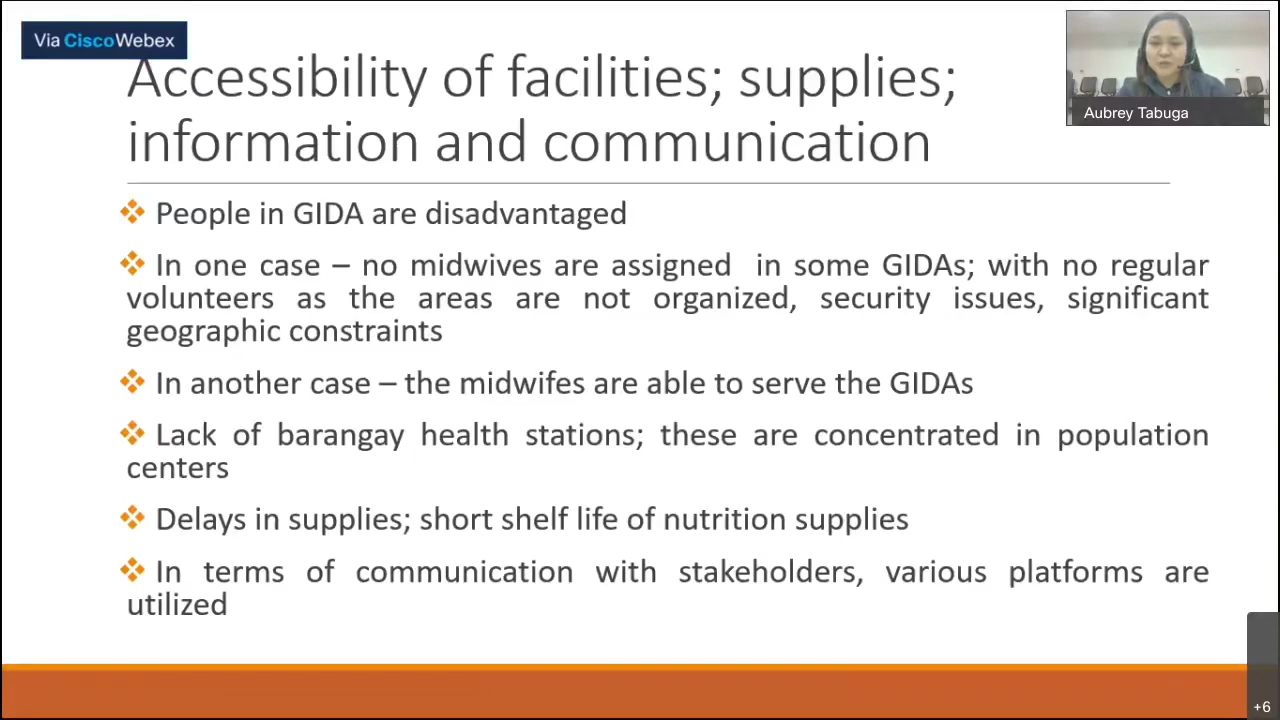 Via CiscoWebex
Accessibility of facilities; supplies;
information and communication
Aubrey Tabuga
❖ People in GIDA are disadvantaged
❖ In one case – no midwives are assigned in some GIDAs; with no regular
volunteers as the areas are not organized, security issues, significant
geographic constraints
❖ In another case – the midwifes are able to serve the GIDAs
❖ Lack of barangay health stations; these are concentrated in population
centers
❖ Delays in supplies; short shelf life of nutrition supplies
❖ In terms of communication with stakeholders, various platforms are
utilized
+6